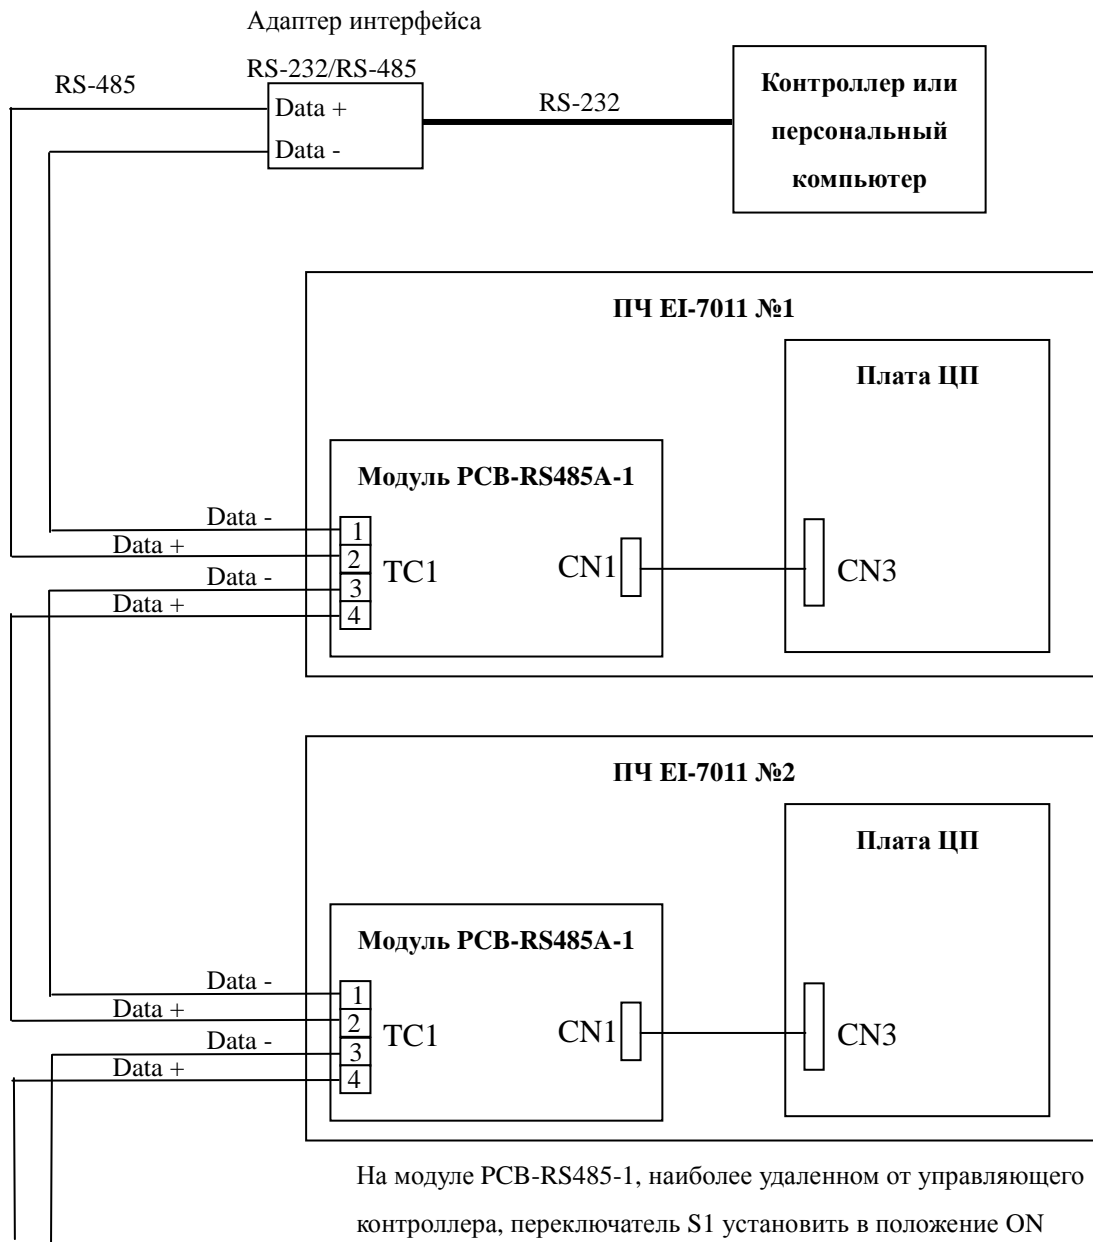 Адаптер интерфейса
RS-232/RS-485
RS-485
Data +
Data -
RS-232
Контроллер или
персональный
компьютер
ПЧ EI-7011 №1
Плата ЦП
Модуль PCB-RS485A-1
Data -
Data +
Data -
Data +
1
2
3
4
TC1
CN1
CN3
ПЧ EI-7011 №2
Плата ЦП
Модуль PCB-RS485A-1
Data -
Data +
Data -
Data +
1
2
3
4
TC1
CN1
CN3
На модуле PCB-RS485-1, наиболее удаленном от управляющего
контроллера, переключатель S1 установить в положение ON